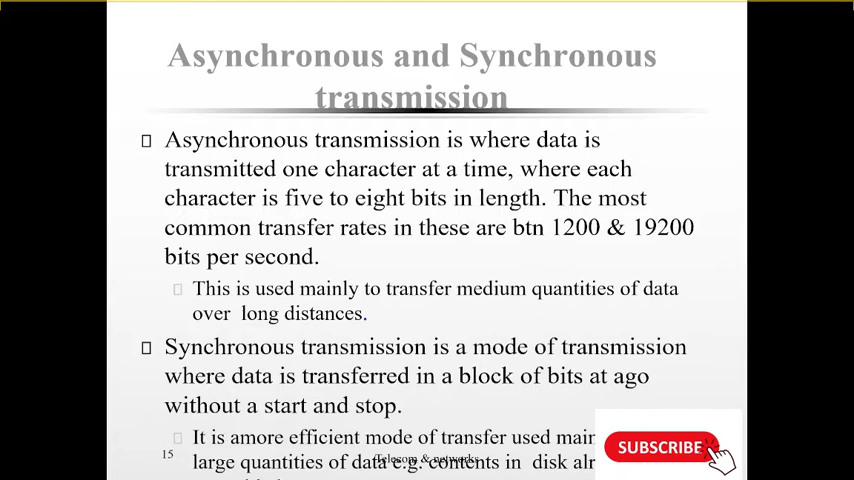 Asynchronous and Synchronous
transmission
Asynchronous transmission is where data is
transmitted one character at a time, where each
character is five to eight bits in length. The most
common transfer rates in these are btn 1200 & 19200
bits per second.
This is used mainly to transfer medium quantities of data
over long distances.
Synchronous transmission is a mode of transmission
where data is transferred in a block of bits at ago
without a start and stop.
It is amore efficient mode of transfer used
large quantities of data e.g. contents in disk
15
Telecom & networks
SUBSCRIBE